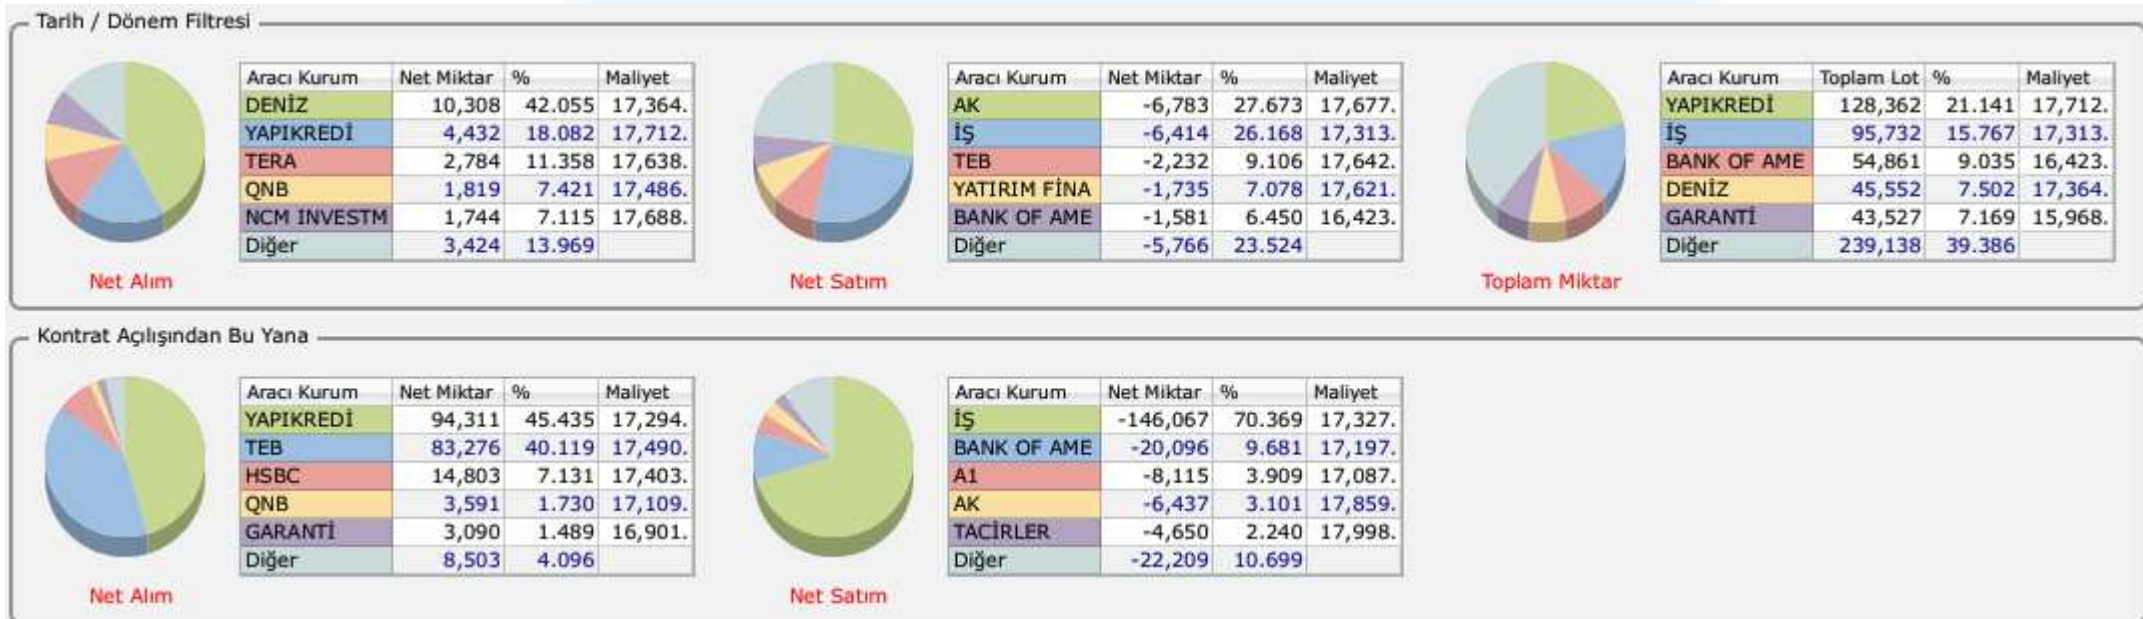 Tarih / Dönem Filtresi
Aracı Kurum Net Miktar % Maliyet
DENİZ 10,308 42.055 17,364.
YAPIKREDİ 4,432 18.082 17,712.
TERA 2,784 11.358 17,638.
QNB 1,819 7.421 17,486.
NCM INVESTM 1,744 7.115 17,688.
Diğer 3,424 13.969
Net Alım
Aracı Kurum Net Miktar % Maliyet
AK -6,783 27.673 17,677.
İŞ -6,414 26.168 17,313.
TEB -2,232 9.106 17,642.
YATIRIM FİNA -1,735 7.078 17,621.
BANK OF AME -1,581 6.450 16,423.
Diğer -5,766 23.524
Net Satım
Aracı Kurum Toplam Lot % Maliyet
YAPIKREDİ 128,362 21.141 17,712.
İŞ 95,732 15.767 17,313.
BANK OF AME 54,861 9.035 16,423.
DENİZ 45,552 7.502 17,364.
GARANTİ 43,527 7.169 15,968.
Diğer 239,138 39.386
Toplam Miktar
Kontrat Açılışından Bu Yana
Aracı Kurum Net Miktar % Maliyet
YAPIKREDİ 94,311 45.435 17,294.
TEB 83,276 40.119 17,490.
HSBC 14,803 7.131 17,403.
QNB 3,591 1.730 17,109.
GARANTİ 3,090 1.489 16,901.
Diğer 8,503 4.096
Net Alım
Aracı Kurum Net Miktar % Maliyet
İŞ -146,067 70.369 17,327.
BANK OF AME -20,096 9.681 17,197.
A1 -8,115 3.909 17,087.
AK -6,437 3.101 17,859.
TACİRLER -4,650 2.240 17,998.
Diğer -22,209 10.699
Net Satım